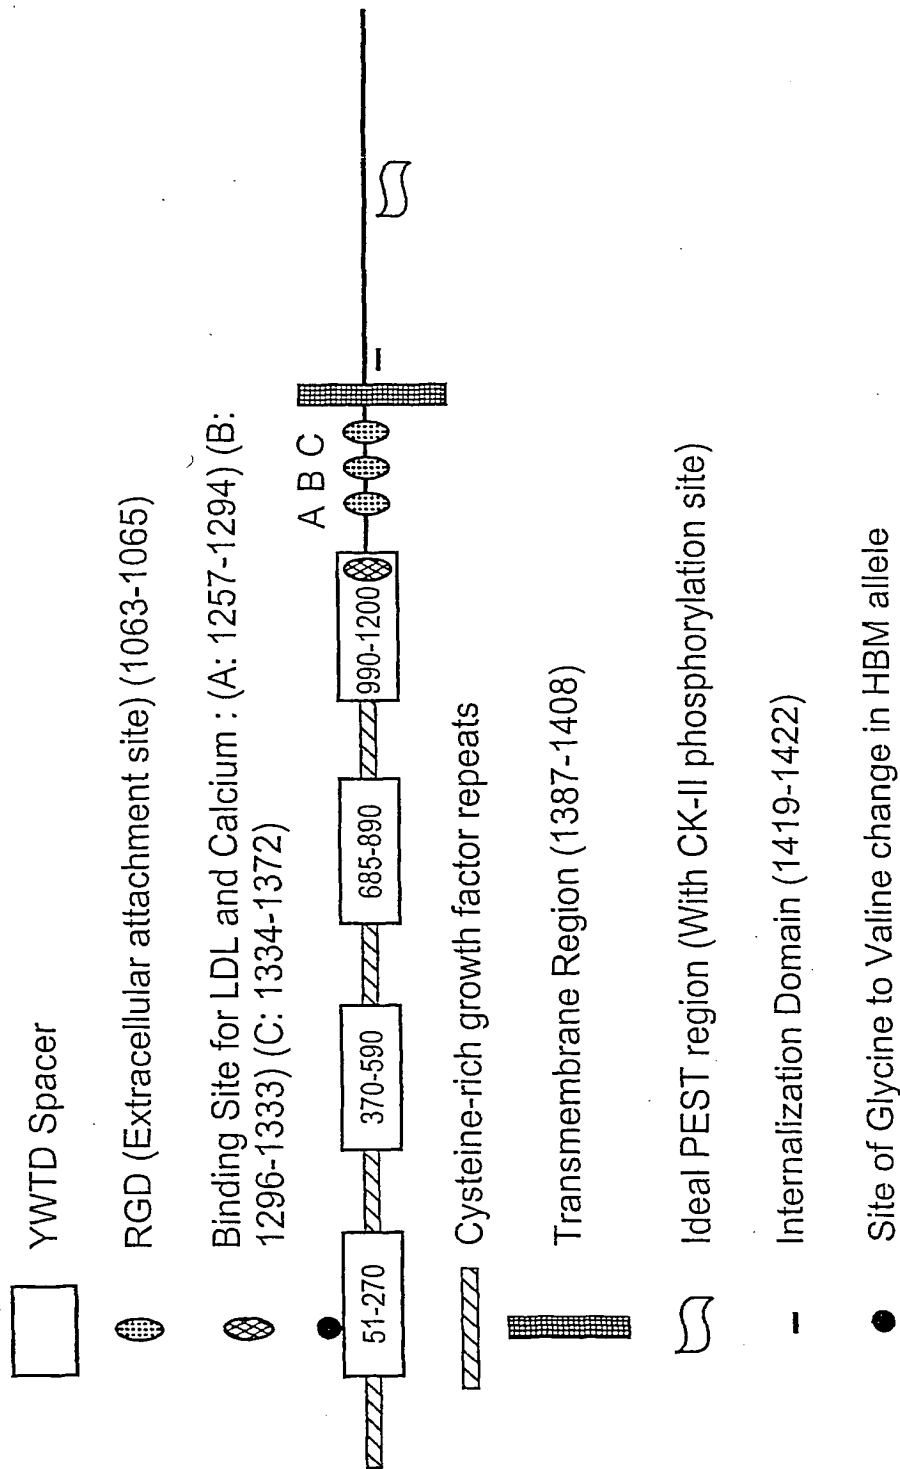 YWTD Spacer
RGD (Extracellular attachment site) (1063-1065)
Binding Site for LDL and Calcium : (A: 1257-1294) (B:
1296-1333) (C: 1334-1372)
A B C
51-270
370-590
685-890
990-1200
Cysteine-rich growth factor repeats
Transmembrane Region (1387-1408)
Ideal PEST region (With CK-II phosphorylation site)
Internalization Domain (1419-1422)
Site of Glycine to Valine change in HBM allele